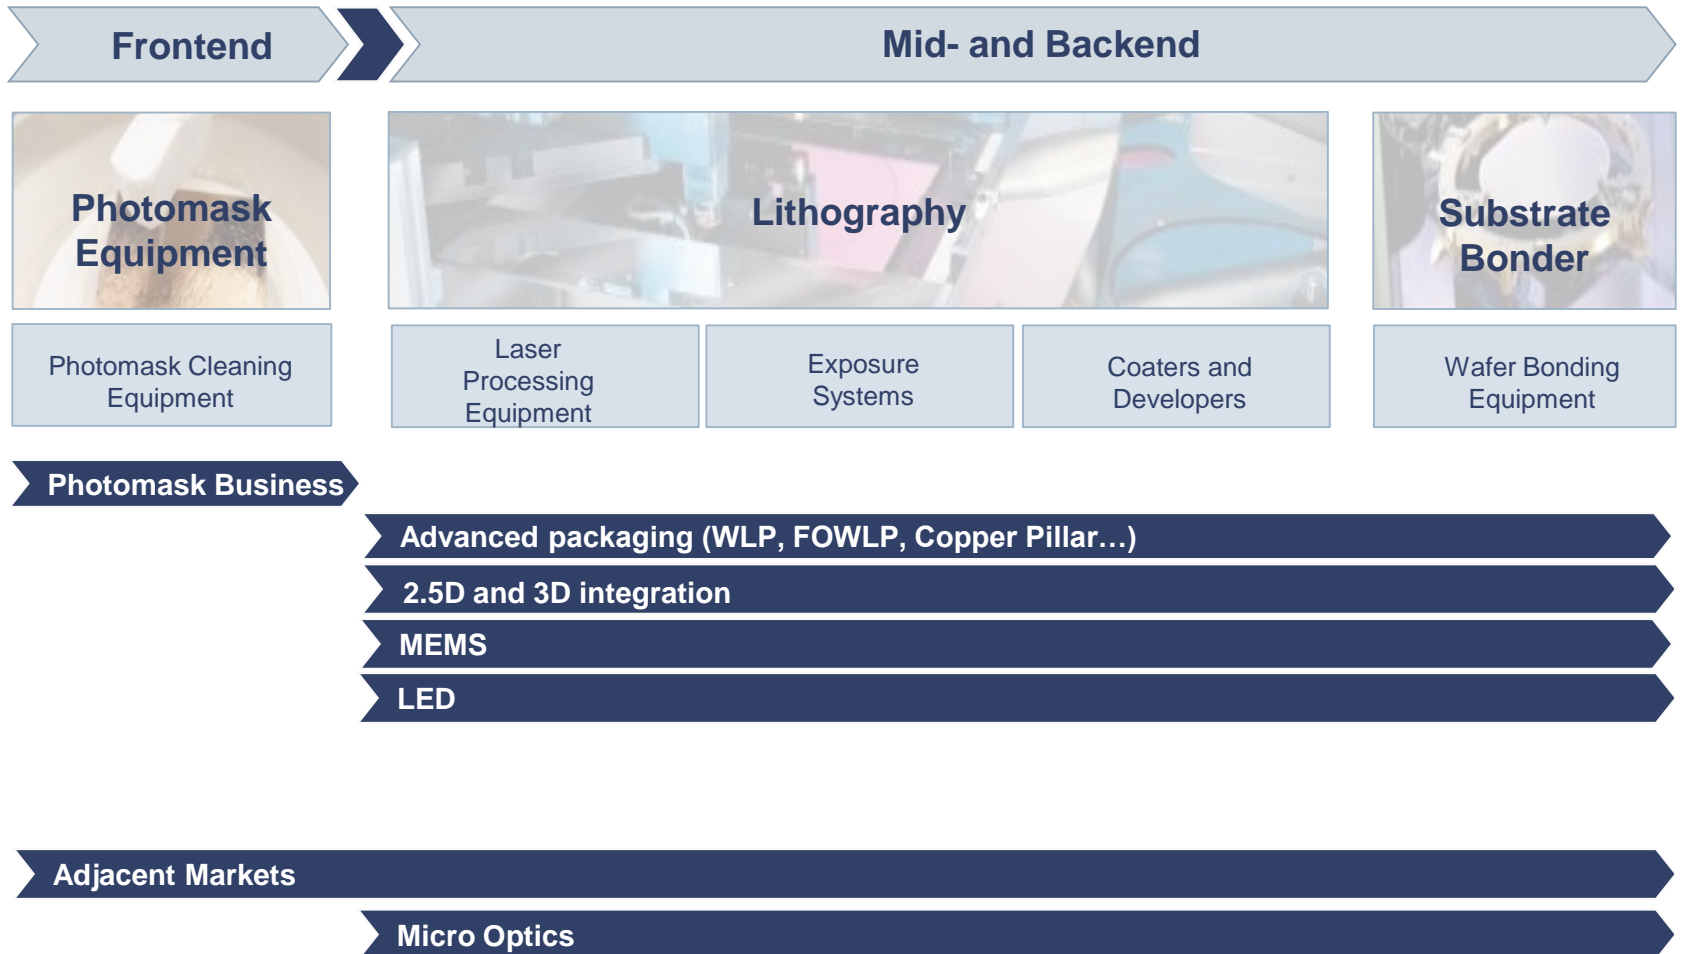 Frontend
Mid- and Backend
Photomask
Equipment
Lithography
Substrate
Bonder
Photomask Cleaning
Equipment
Laser
Processing
Equipment
Exposure
Systems
Coaters and
Developers
Wafer Bonding
Equipment
Photomask Business
Advanced packaging (WLP, FOWLP, Copper Pillar…)
2.5D and 3D integration
MEMS
LED
Adjacent Markets
Micro Optics